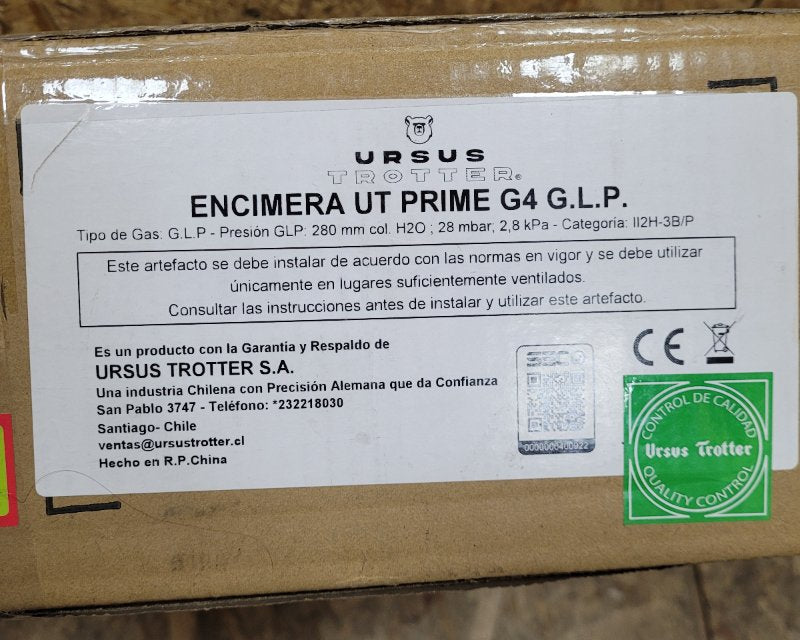 URSUS
TROTTER®
ENCIMERA UT PRIME G4 G.L.P.
Tipo de Gas: G.L.P - Presión GLP: 280 mm col. H2O ; 28 mbar; 2,8 kPa - Categoría: II2H-3B/P
Este artefacto se debe instalar de acuerdo con las normas en vigor y se debe utilizar
únicamente en lugares suficientemente ventilados.
Consultar las instrucciones antes de instalar y utilizar este artefacto.
Es un producto con la Garantía y Respaldo de
URSUS TROTTER S.A.
Una industria Chilena con Precisión Alemana que da Confianza
San Pablo 3747 - Teléfono: *232218030
Santiago- Chile
ventas@ursustrotter.cl
Hecho en R.P.China
0000000400922
CE
CONTROL DE CALIDAD
Ursus Trotter
QUALITY CONTROL